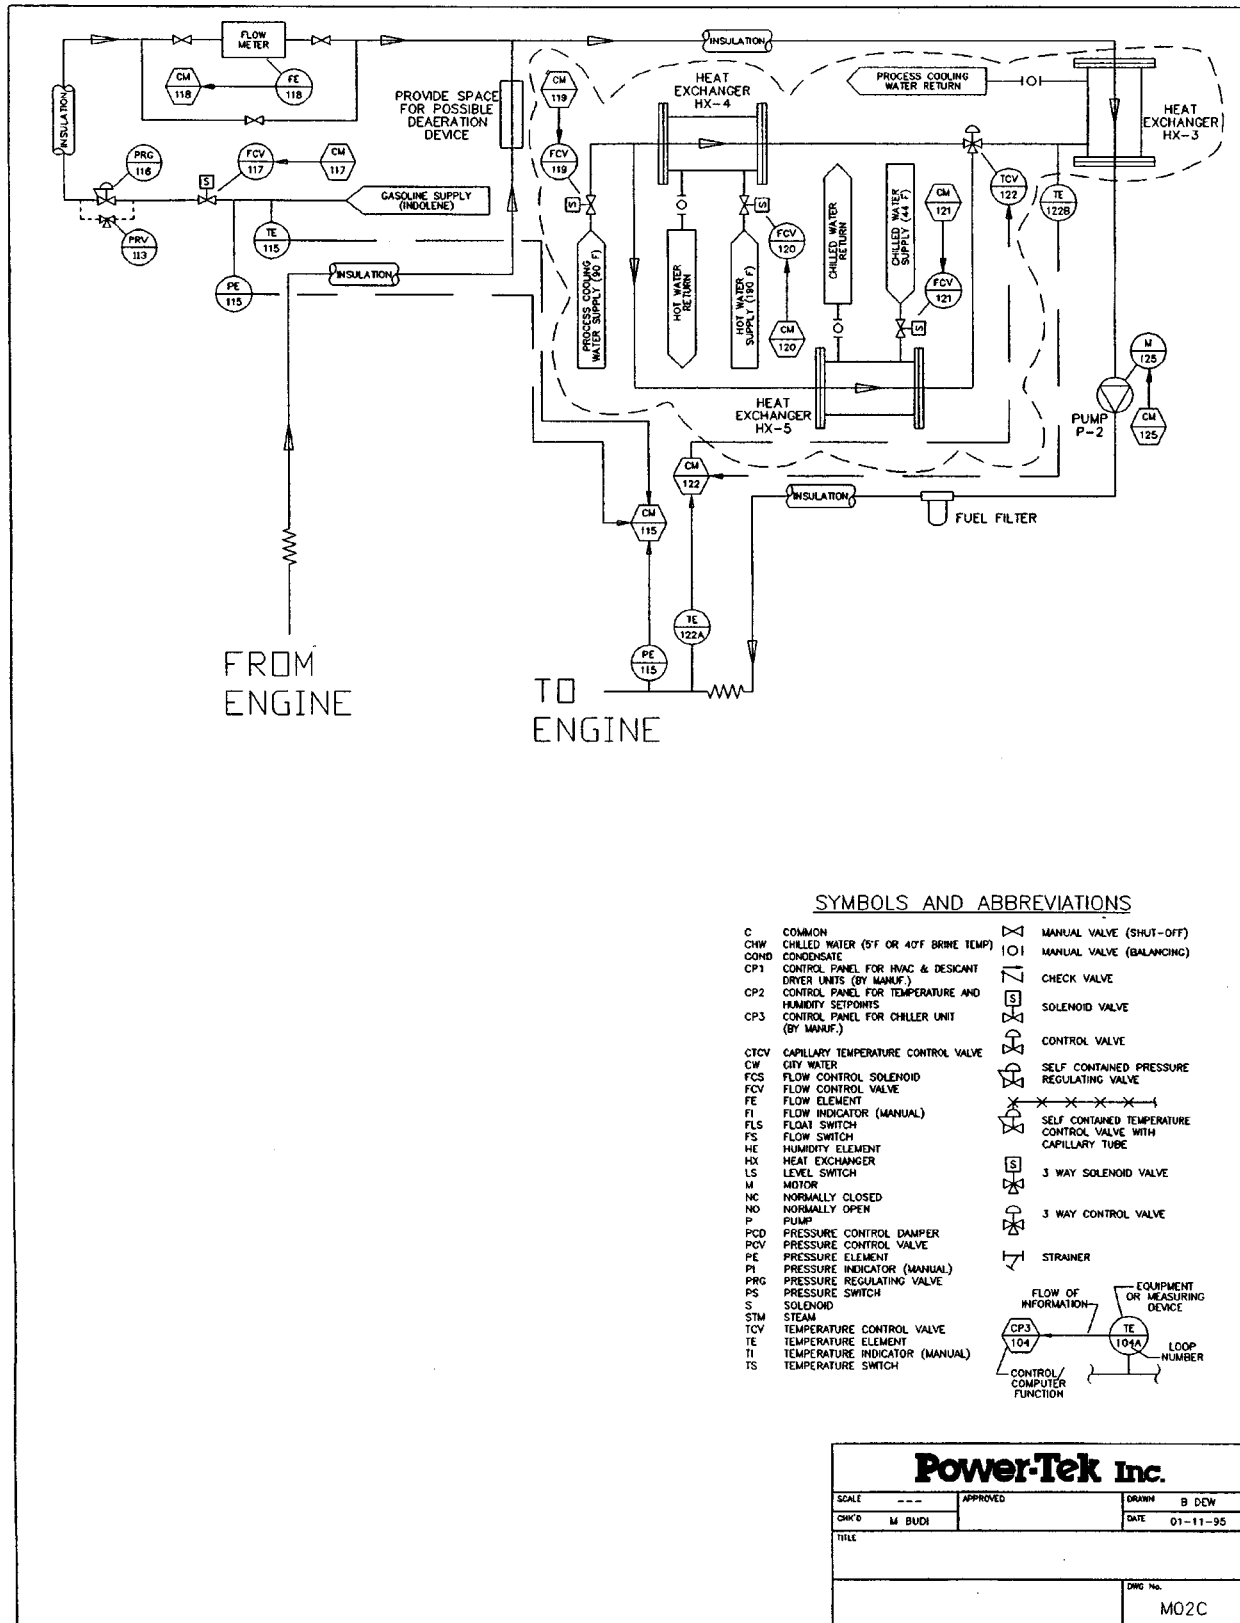 FLOW
METER
CM
118
FE
118
INSULATION
PRG
116
FCV
117
CM
117
S
PRV
113
TE
115
PE
115
GASOLINE SUPPLY
(INDOLENE)
PROVIDE SPACE
FOR POSSIBLE
DEAERATION
DEVICE
INSULATION
INSULATION
CM
119
FCV
119
S
HEAT
EXCHANGER
HX-4
PROCESS COOLING
WATER SUPPLY (90 F)
HOT WATER
RETURN
HOT WATER
SUPPLY (190 F)
S
FCV
120
CM
120
CHILLED WATER
RETURN
CHILLED WATER
SUPPLY (44 F)
CM
121
FCV
121
S
HEAT
EXCHANGER
HX-5
PROCESS COOLING
WATER RETURN
HEAT
EXCHANGER
HX-3
TCV
122
TE
122B
M
125
CM
125
PUMP
P-2
CM
122
CM
115
INSULATION
FUEL FILTER
TE
122A
PE
115
FROM
ENGINE
TO
ENGINE
SYMBOLS AND ABBREVIATIONS
C COMMON
CHW CHILLED WATER (5°F OR 40°F BRINE TEMP)
COND CONDENSATE
CP1 CONTROL PANEL FOR HVAC & DESICANT
DRYER UNITS (BY MANUF.)
CP2 CONTROL PANEL FOR TEMPERATURE AND
HUMIDITY SETPOINTS
CP3 CONTROL PANEL FOR CHILLER UNIT
(BY MANUF.)
CTCV CAPILLARY TEMPERATURE CONTROL VALVE
CW CITY WATER
FCS FLOW CONTROL SOLENOID
FCV FLOW CONTROL VALVE
FE FLOW ELEMENT
FI FLOW INDICATOR (MANUAL)
FLS FLOAT SWITCH
FS FLOW SWITCH
HE HUMIDITY ELEMENT
HX HEAT EXCHANGER
LS LEVEL SWITCH
M MOTOR
NC NORMALLY CLOSED
NO NORMALLY OPEN
P PUMP
PCD PRESSURE CONTROL DAMPER
PCV PRESSURE CONTROL VALVE
PE PRESSURE ELEMENT
PI PRESSURE INDICATOR (MANUAL)
PRG PRESSURE REGULATING VALVE
PS PRESSURE SWITCH
S SOLENOID
STM STEAM
TCV TEMPERATURE CONTROL VALVE
TE TEMPERATURE ELEMENT
TI TEMPERATURE INDICATOR (MANUAL)
TS TEMPERATURE SWITCH
MANUAL VALVE (SHUT-OFF)
MANUAL VALVE (BALANCING)
CHECK VALVE
S
SOLENOID VALVE
CONTROL VALVE
SELF CONTAINED PRESSURE
REGULATING VALVE
SELF CONTAINED TEMPERATURE
CONTROL VALVE WITH
CAPILLARY TUBE
S
3 WAY SOLENOID VALVE
3 WAY CONTROL VALVE
STRAINER
FLOW OF
INFORMATION
EQUIPMENT
OR MEASURING
DEVICE
CP3
104
TE
104A
LOOP
NUMBER
CONTROL/
COMPUTER
FUNCTION
Power-Tek Inc.
SCALE --- APPROVED DRAWN B DEW
CHK'D M BUDI DATE 01-11-95
TITLE
DWG No.
M02C